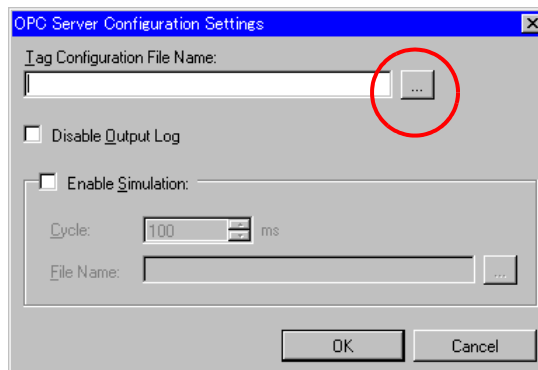 OPC Server Configuration Settings
Tag Configuration File Name:
...
Disable Output Log
Enable Simulation:
Cycle: 100 ms
File Name: ...
OK Cancel